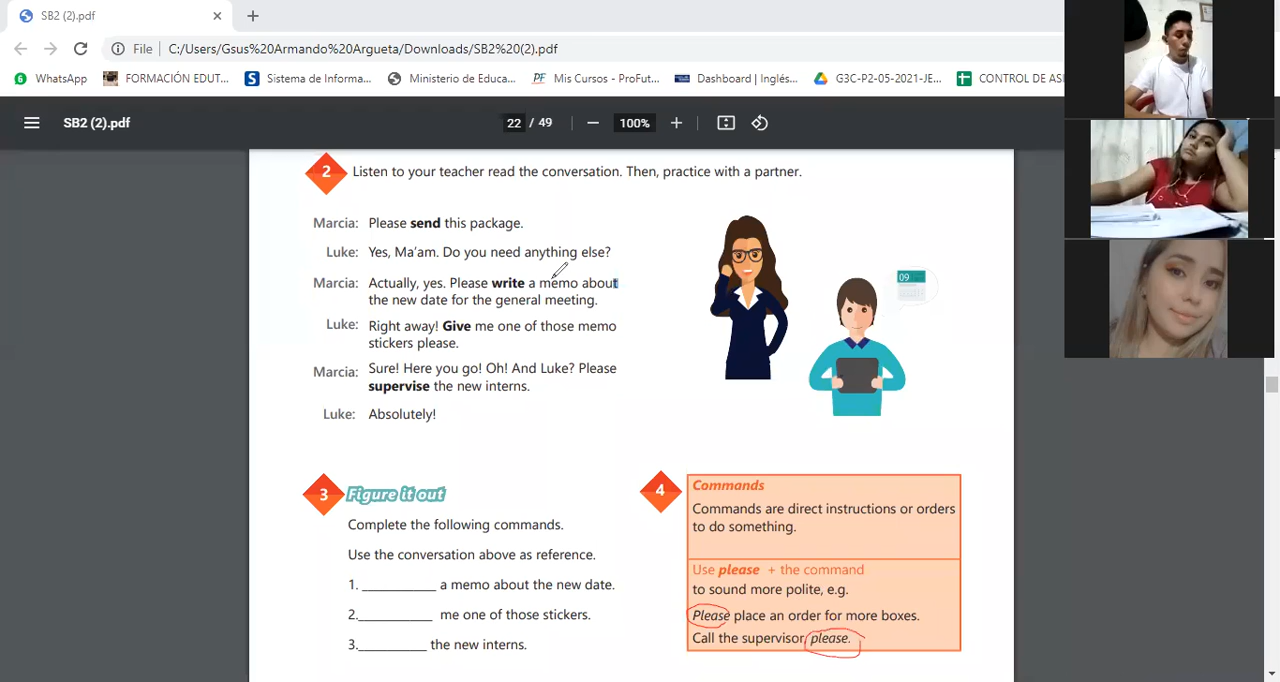 SB2 (2).pdf
File C:/Users/Gsus%20Armando%20Argueta/Downloads/SB2%20(2).pdf
6 WhatsApp FORMACIÓN EDUT... S Sistema de Informa... Ministerio de Educa... PF Mis Cursos - ProFut... Dashboard | Inglés... G3C-P2-05-2021-JE... CONTROL DE ASI
SB2 (2).pdf 22 / 49 100%
2 Listen to your teacher read the conversation. Then, practice with a partner.
Marcia: Please send this package.
Luke: Yes, Ma'am. Do you need anything else?
Marcia: Actually, yes. Please write a memo about
the new date for the general meeting.
Luke: Right away! Give me one of those memo
stickers please.
Marcia: Sure! Here you go! Oh! And Luke? Please
supervise the new interns.
Luke: Absolutely!
09
3 Figure it out
Complete the following commands.
Use the conversation above as reference.
1. __________ a memo about the new date.
2.__________ me one of those stickers.
3.__________ the new interns.
4 Commands
Commands are direct instructions or orders
to do something.
Use please + the command
to sound more polite, e.g.
Please place an order for more boxes.
Call the supervisor please.